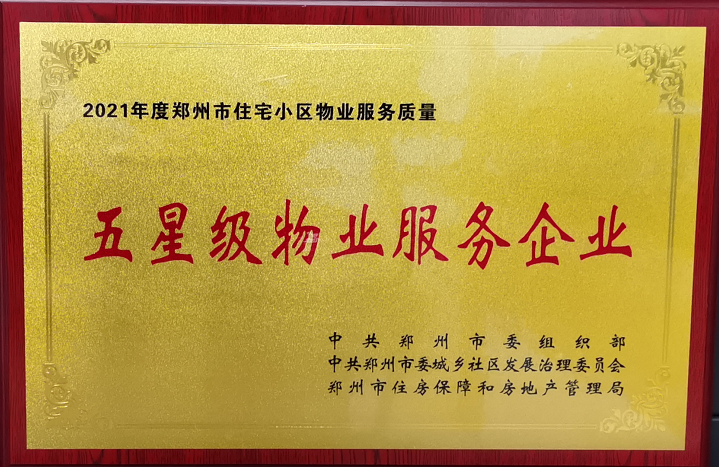 2021年度郑州市住宅小区物业服务质量
五星级物业服务企业
中共郑州市委组织部
中共郑州市委城乡社区发展治理委员会
郑州市住房保障和房地产管理局